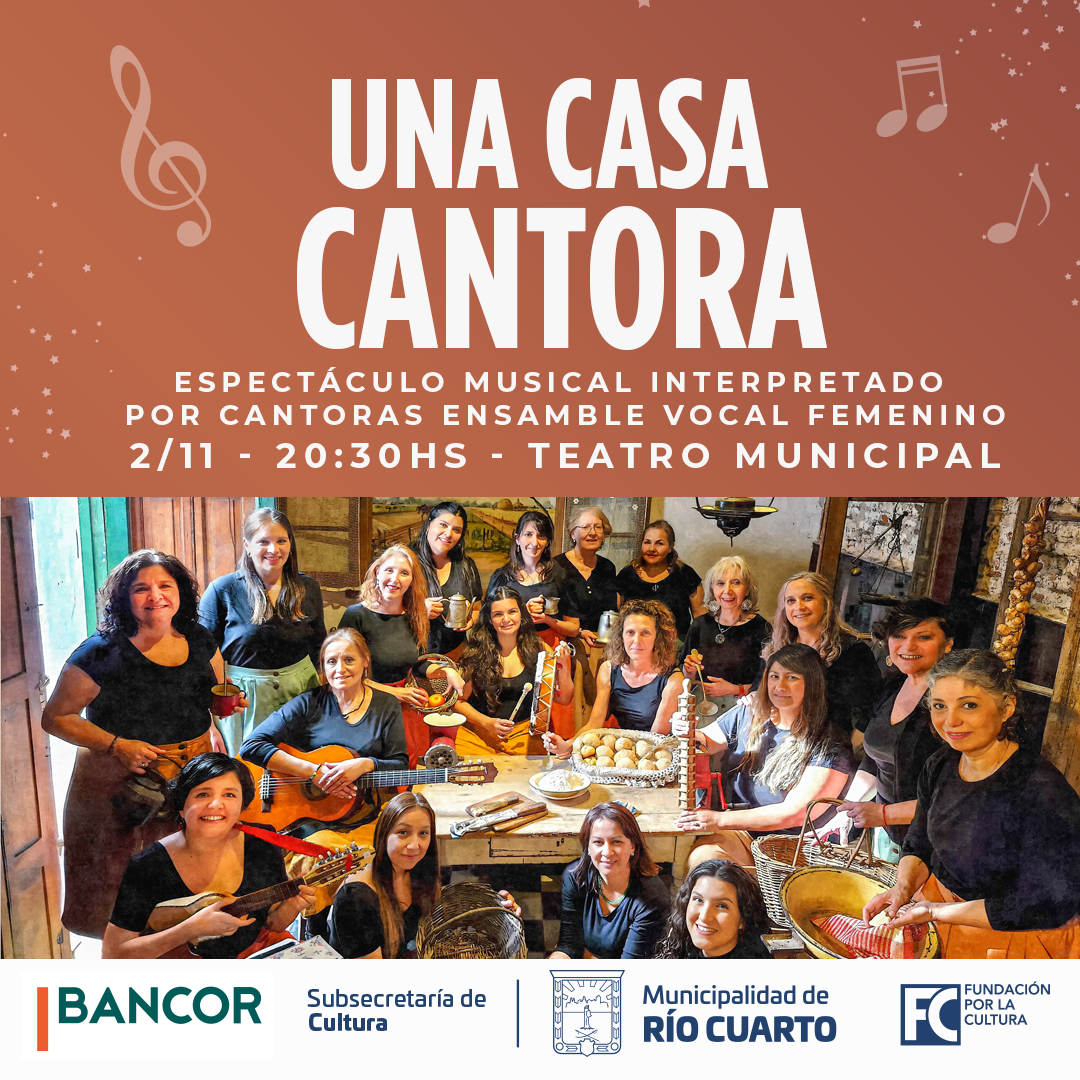 UNA CASA
CANTORA
ESPECTÁCULO MUSICAL INTERPRETADO
POR CANTORAS ENSAMBLE VOCAL FEMENINO
2/11 - 20:30HS - TEATRO MUNICIPAL
BANCOR
Subsecretaría de
Cultura
Municipalidad de
RÍO CUARTO
FC
FUNDACIÓN
POR LA
CULTURA